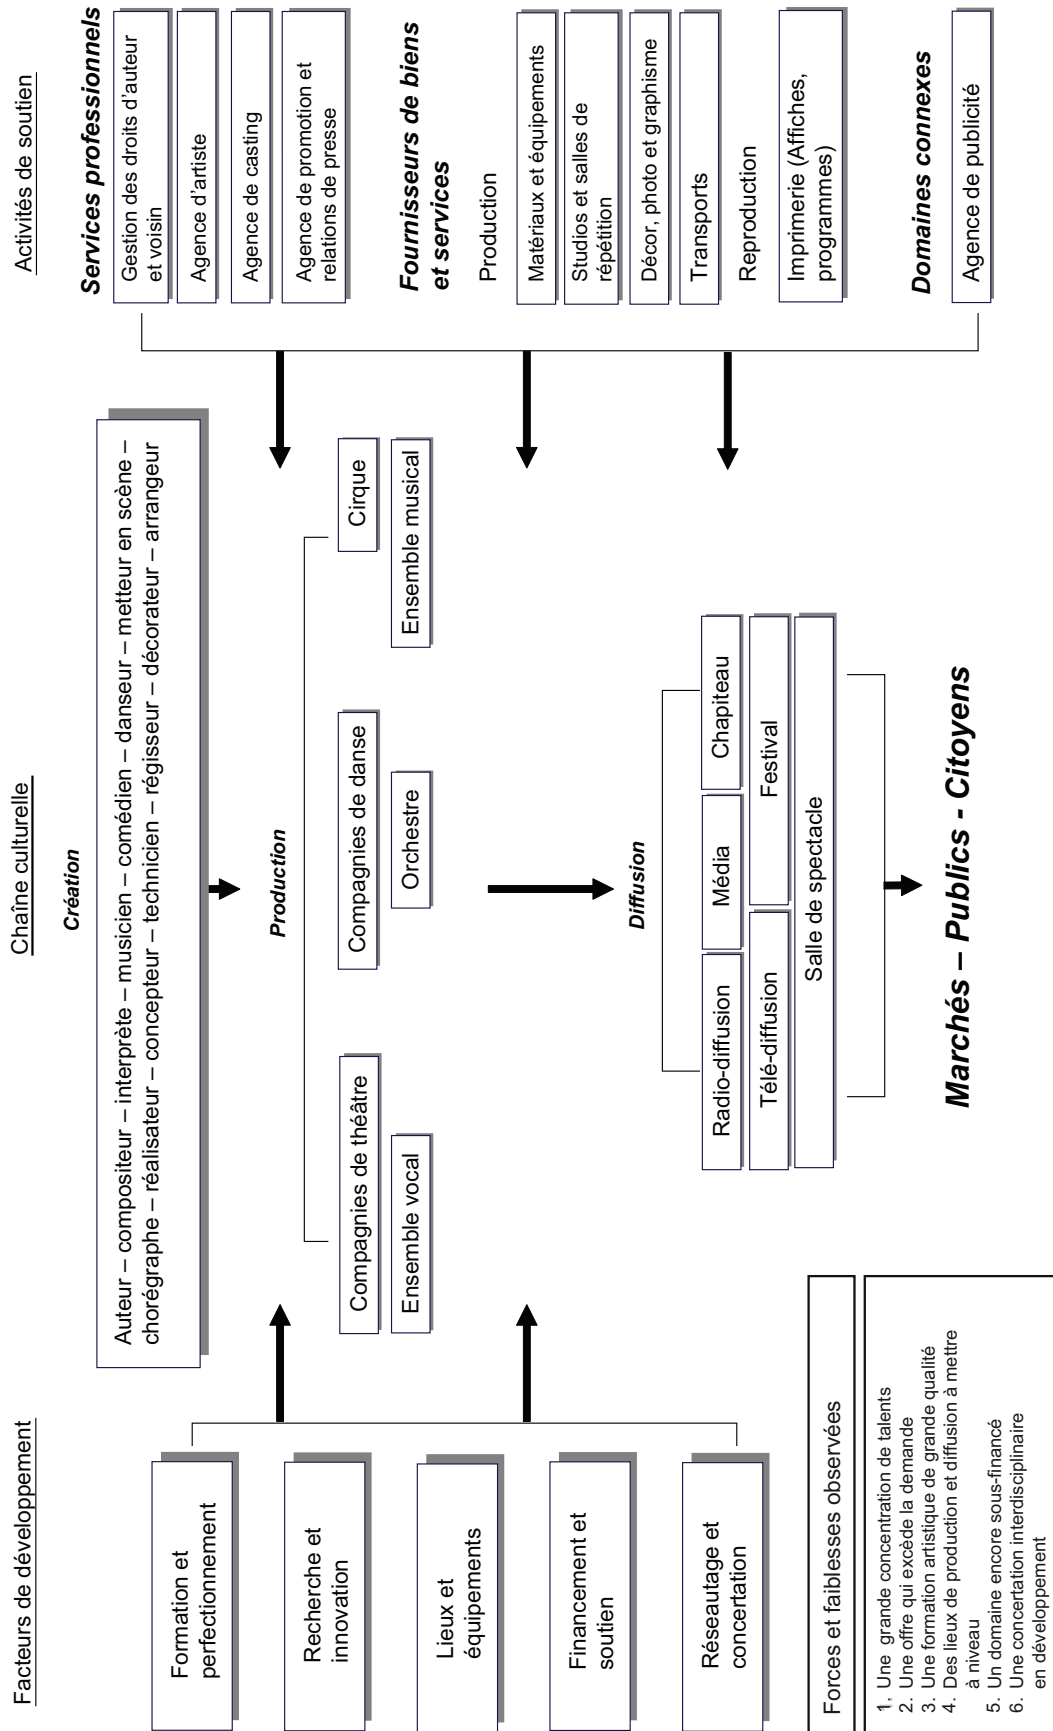 Facteurs de développement
Formation et
perfectionnement
Recherche et
innovation
Lieux et
équipements
Financement et
soutien
Réseautage et
concertation
Forces et faiblesses observées
1. Une grande concentration de talents
2. Une offre qui excède la demande
3. Une formation artistique de grande qualité
4. Des lieux de production et diffusion à mettre
à niveau
5. Un domaine encore sous-financé
6. Une concertation interdisciplinaire
en développement
Chaîne culturelle
Création
Auteur – compositeur – interprète – musicien – comédien – danseur – metteur en scène –
chorégraphe – réalisateur – concepteur – technicien – régisseur – décorateur – arrangeur
Production
Compagnies de théâtre
Compagnies de danse
Cirque
Ensemble vocal
Orchestre
Ensemble musical
Diffusion
Radio-diffusion
Média
Chapiteau
Télé-diffusion
Festival
Salle de spectacle
Marchés – Publics - Citoyens
Activités de soutien
Services professionnels
Gestion des droits d'auteur
et voisin
Agence d'artiste
Agence de casting
Agence de promotion et
relations de presse
Fournisseurs de biens
et services
Production
Matériaux et équipements
Studios et salles de
répétition
Décor, photo et graphisme
Transports
Reproduction
Imprimerie (Affiches,
programmes)
Domaines connexes
Agence de publicité